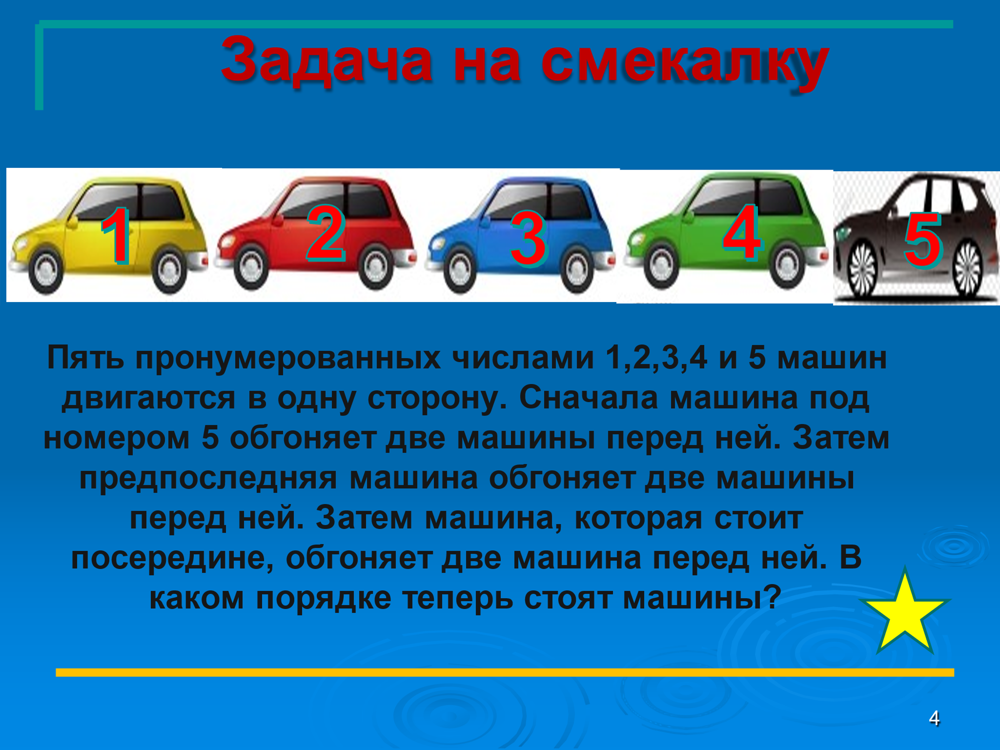 Задача на смекалку
1 2 3 4 5
Пять пронумерованных числами 1,2,3,4 и 5 машин
двигаются в одну сторону. Сначала машина под
номером 5 обгоняет две машины перед ней. Затем
предпоследняя машина обгоняет две машины
перед ней. Затем машина, которая стоит
посередине, обгоняет две машина перед ней. В
каком порядке теперь стоят машины?
4